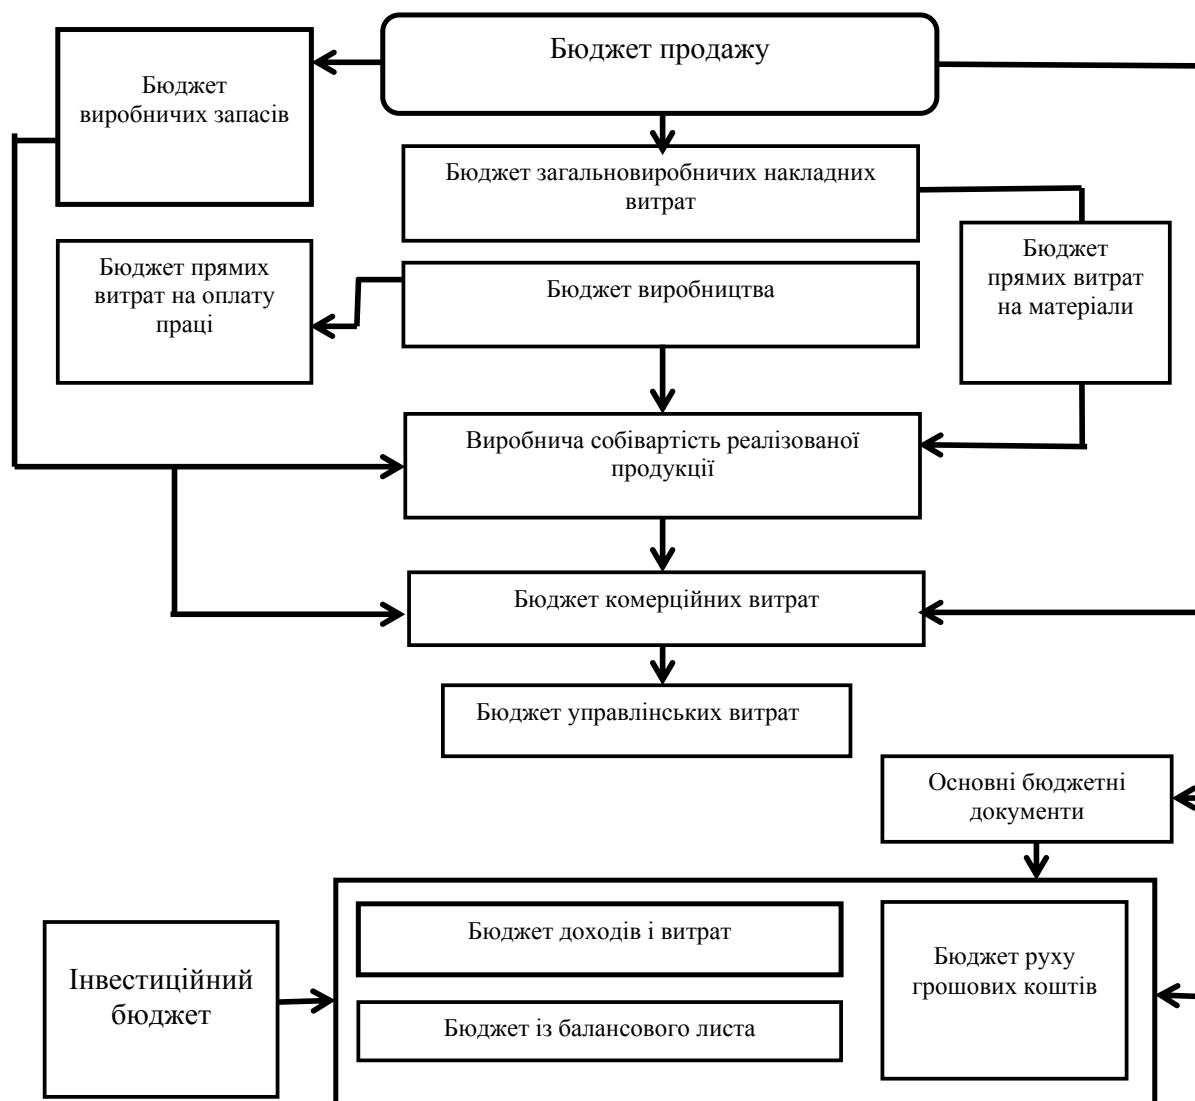 Бюджет продажу
Бюджет
виробничих запасів
Бюджет загальновиробничих накладних
витрат
Бюджет прямих
витрат на оплату
праці
Бюджет виробництва
Бюджет
прямих витрат
на матеріали
Виробнича собівартість реалізованої
продукції
Бюджет комерційних витрат
Бюджет управлінських витрат
Основні бюджетні
документи
Інвестиційний
бюджет
Бюджет доходів і витрат
Бюджет із балансового листа
Бюджет руху
грошових коштів